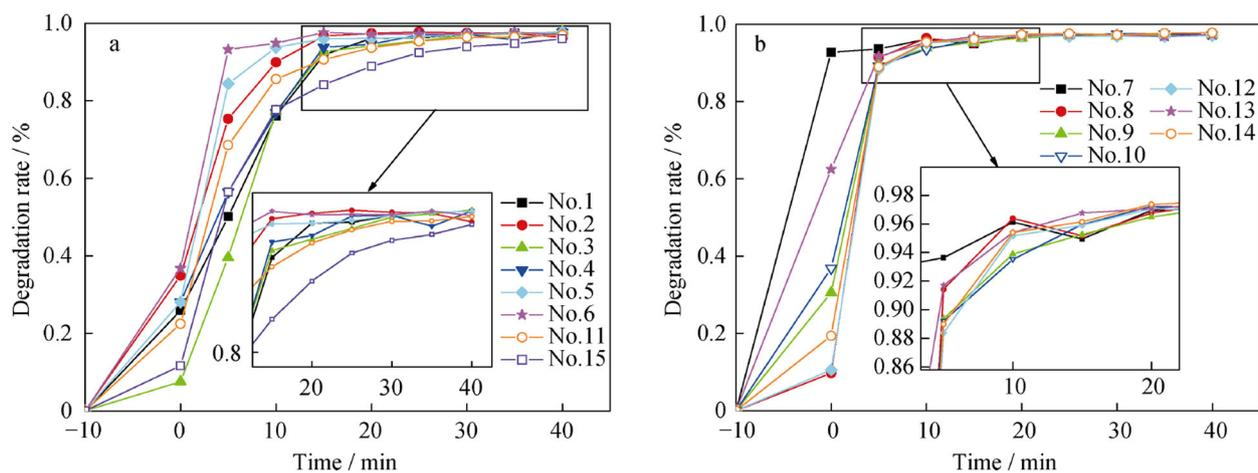 a
1.0
0.8
0.6
0.4
0.2
0
Degradation rate / %
−10 0 10 20 30 40
Time / min
0.8
20 30 40
No.1
No.2
No.3
No.4
No.5
No.6
No.11
No.15
b
1.0
0.8
0.6
0.4
0.2
0
Degradation rate / %
−10 0 10 20 30 40
Time / min
No.7 No.12
No.8 No.13
No.9 No.14
No.10
0.98
0.96
0.94
0.92
0.90
0.88
0.86
10 20